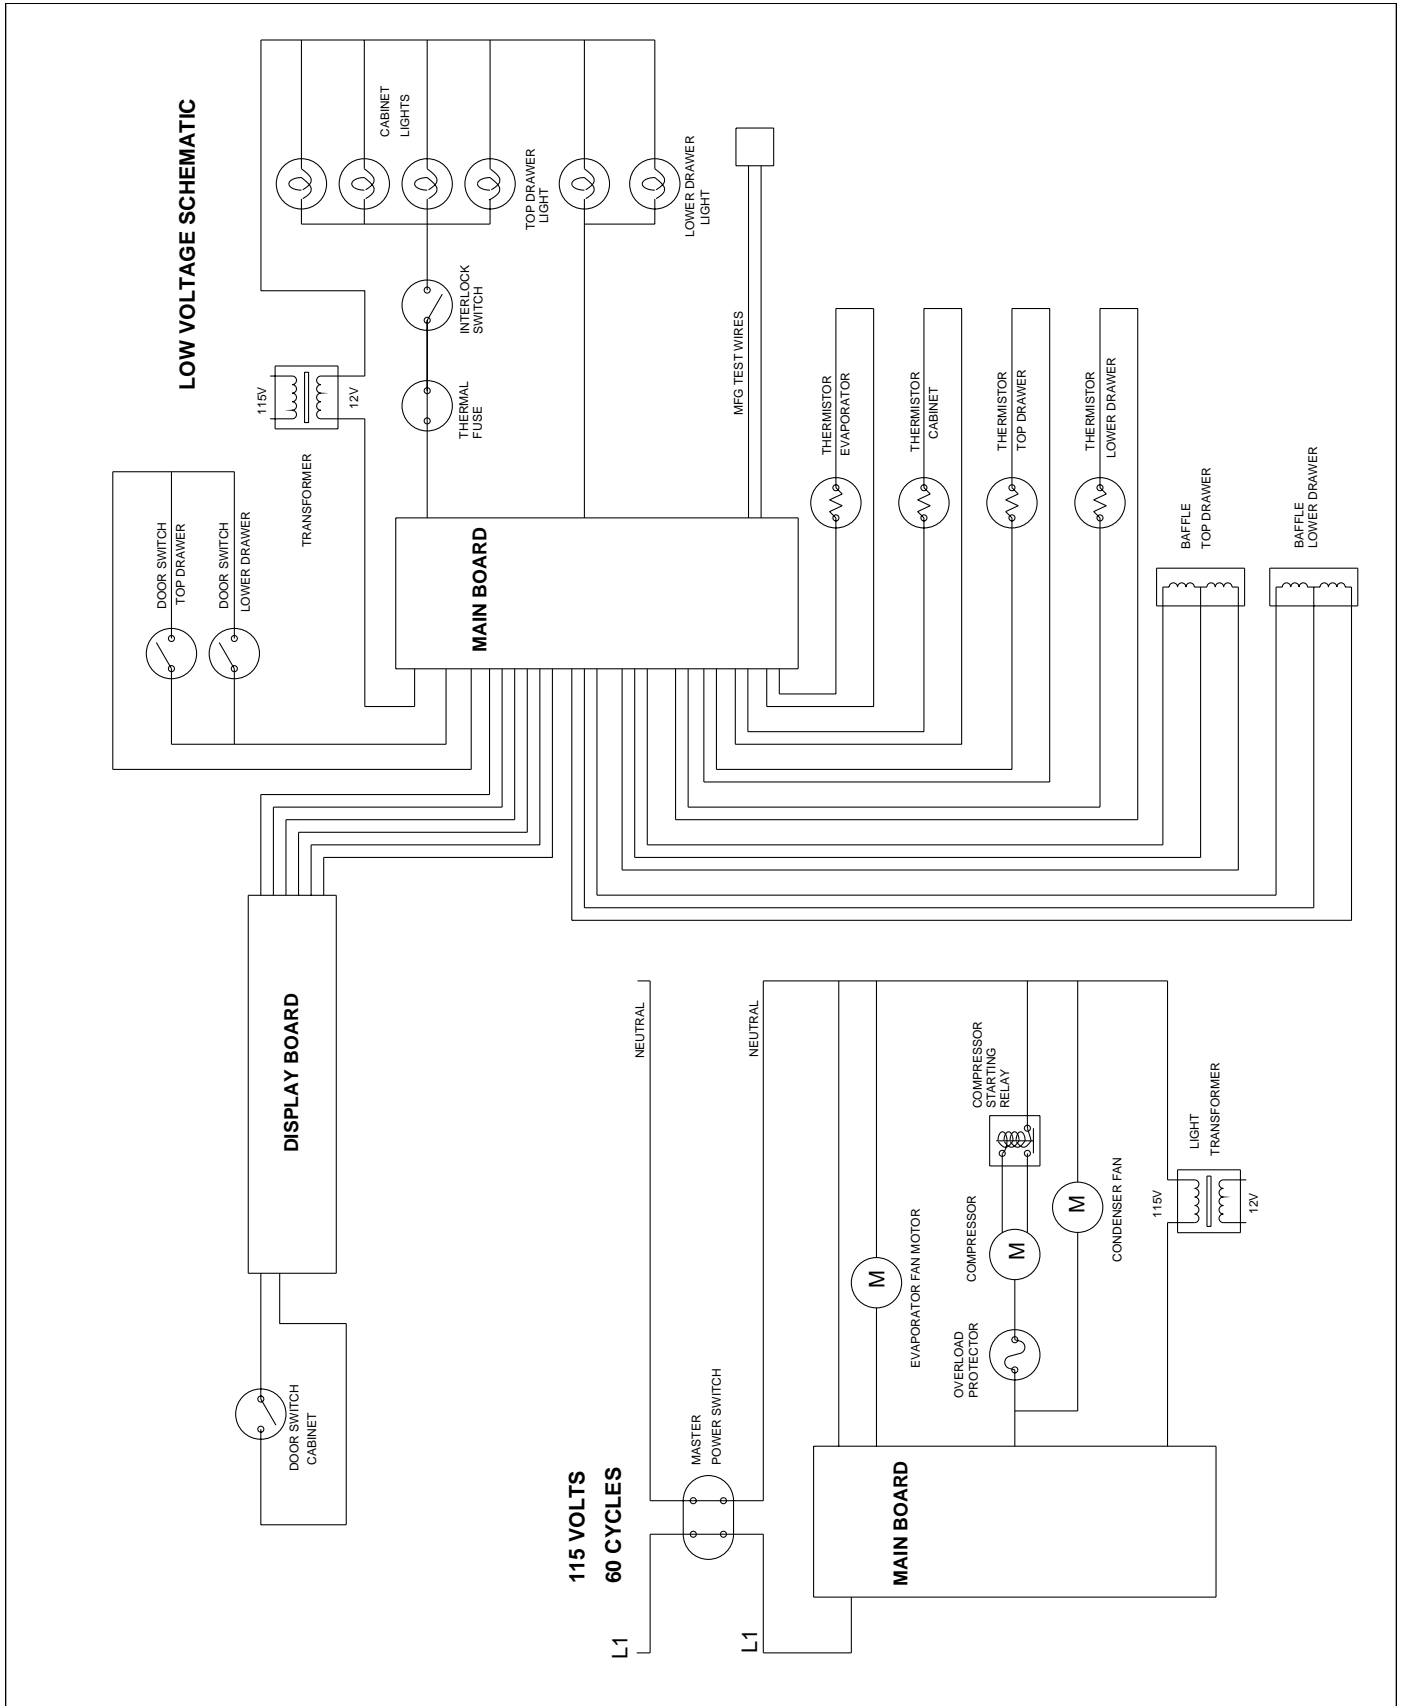 LOW VOLTAGE SCHEMATIC
CABINET
LIGHTS
TOP DRAWER
LIGHT
LOWER DRAWER
LIGHT
INTERLOCK
SWITCH
THERMAL
FUSE
115V
12V
TRANSFORMER
DOOR SWITCH
TOP DRAWER
DOOR SWITCH
LOWER DRAWER
MFG TEST WIRES
MAIN BOARD
THERMISTOR
EVAPORATOR
THERMISTOR
CABINET
THERMISTOR
TOP DRAWER
THERMISTOR
LOWER DRAWER
BAFFLE
TOP DRAWER
BAFFLE
LOWER DRAWER
DISPLAY BOARD
DOOR SWITCH
CABINET
115 VOLTS
60 CYCLES
L1
L1
NEUTRAL
NEUTRAL
MASTER
POWER SWITCH
MAIN BOARD
M
EVAPORATOR FAN MOTOR
OVERLOAD
PROTECTOR
M
COMPRESSOR
COMPRESSOR
STARTING
RELAY
M
CONDENSER FAN
115V
12V
LIGHT
TRANSFORMER